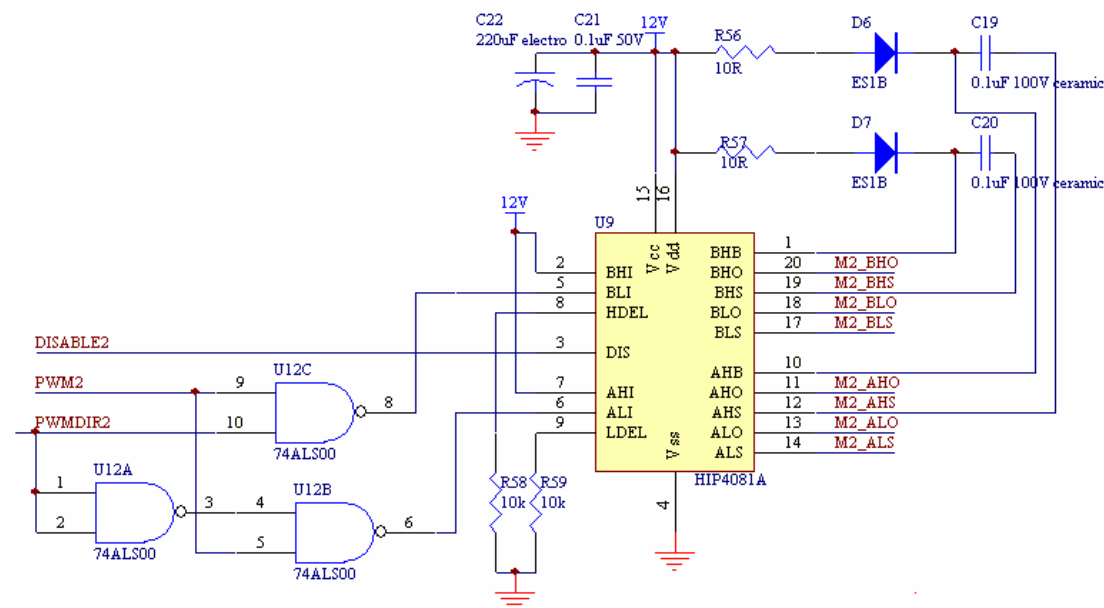 C22
220uF electro
C21
0.1uF 50V
12V
R56
10R
D6
ES1B
C19
0.1uF 100V ceramic
R57
10R
D7
ES1B
C20
0.1uF 100V ceramic
15
16
12V
U9
Vcc
Vdd
2
BHI
5
BLI
8
HDEL
3
DIS
7
AHI
6
ALI
9
LDEL
BHB
1
BHO
20
M2_BHO
BHS
19
M2_BHS
BLO
18
M2_BLO
BLS
17
M2_BLS
AHB
10
AHO
11
M2_AHO
AHS
12
M2_AHS
ALO
13
M2_ALO
ALS
14
M2_ALS
Vss
4
HIP4081A
DISABLE2
PWM2
PWMDIR2
U12C
9
10
8
74ALS00
U12A
1
2
3
74ALS00
U12B
4
5
6
74ALS00
R58
10k
R59
10k